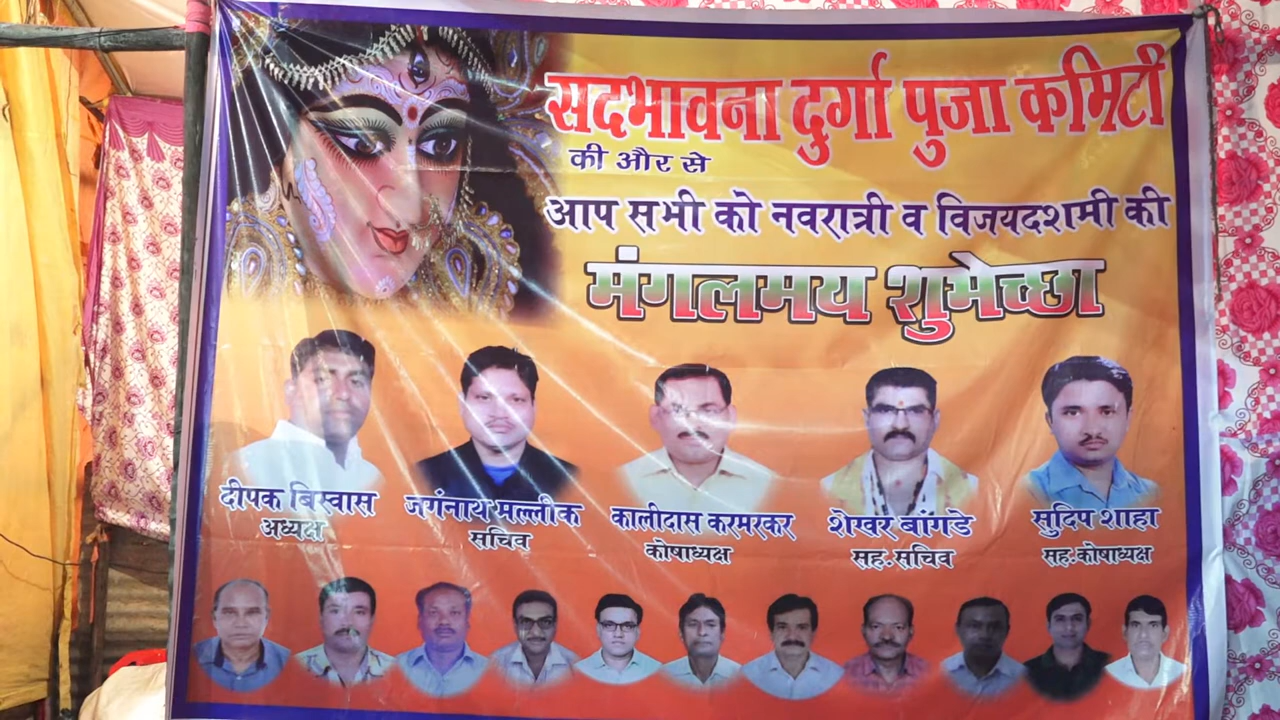 सदभावना दुर्गा पुजा कमिटी
की और से
आप सभी को नवरात्री व विजयदशमी की
मंगलमय शुभेच्छा
दीपक बिस्वास
अध्यक्ष
जगंनाथ मल्लीक
सचिव
कालीदास करमरकर
कोषाध्यक्ष
शेखर बांगडे
सह.सचिव
सुदिप शाहा
सह.कोषाध्यक्ष